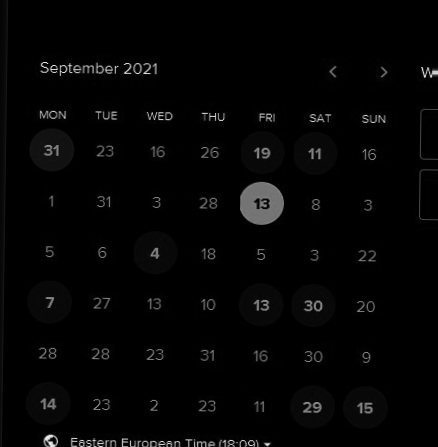 September 2021
MON TUE WED THU FRI SAT SUN
31 23 16 26 19 11 16
1 31 3 28 13 8 3
5 6 4 18 5 3 22
7 27 13 10 13 30 20
28 28 23 31 16 30 9
14 23 2 23 11 29 15
Eastern European Time (18:09)